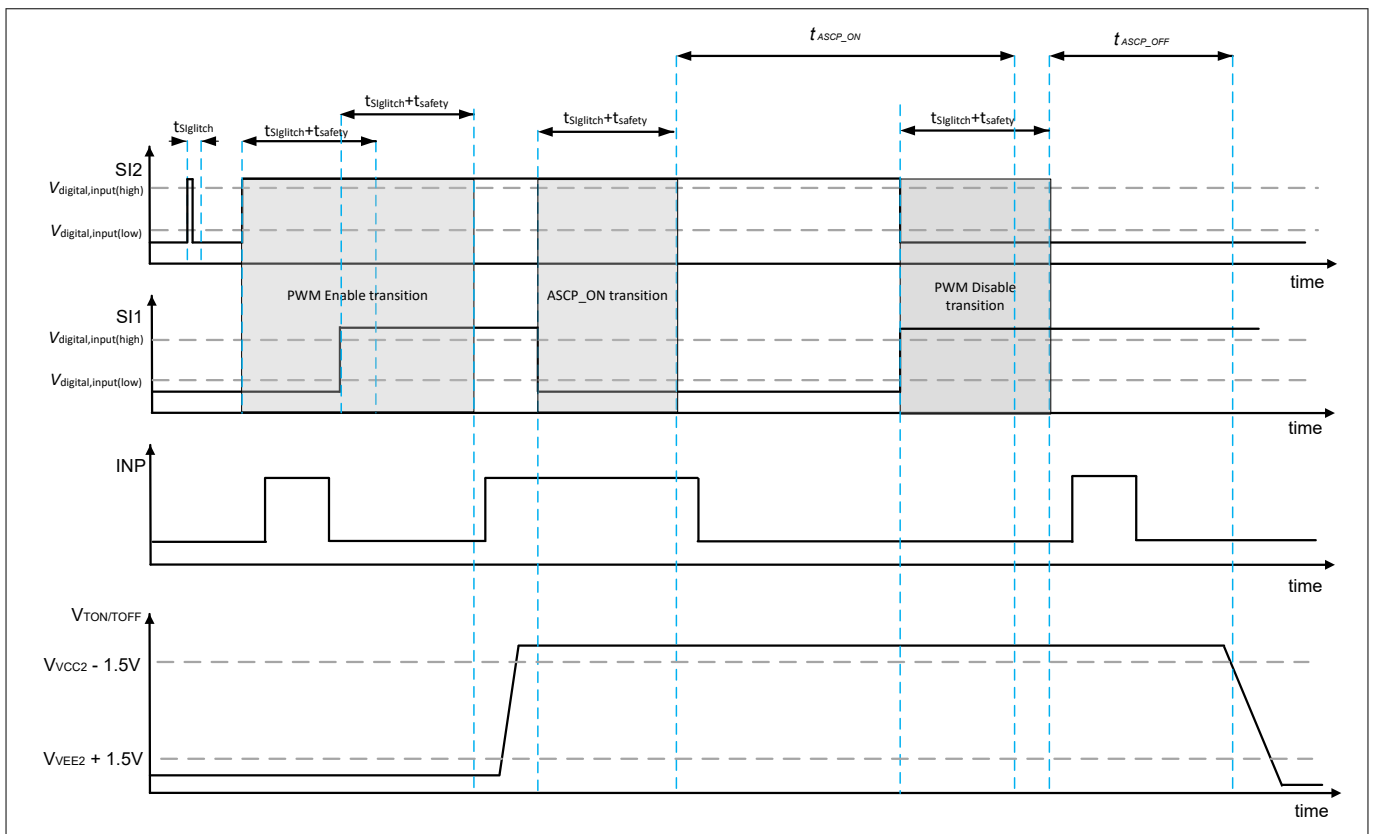 tASCP_ON
tASCP_OFF
tSIglitch+tsafety
tSIglitch
tSIglitch+tsafety
tSIglitch+tsafety
tSIglitch+tsafety
SI2
Vdigital,input(high)
Vdigital,input(low)
time
PWM Enable transition
ASCP_ON transition
PWM Disable
transition
SI1
Vdigital,input(high)
Vdigital,input(low)
time
INP
time
VTON/TOFF
VVCC2 - 1.5V
VVEE2 + 1.5V
time